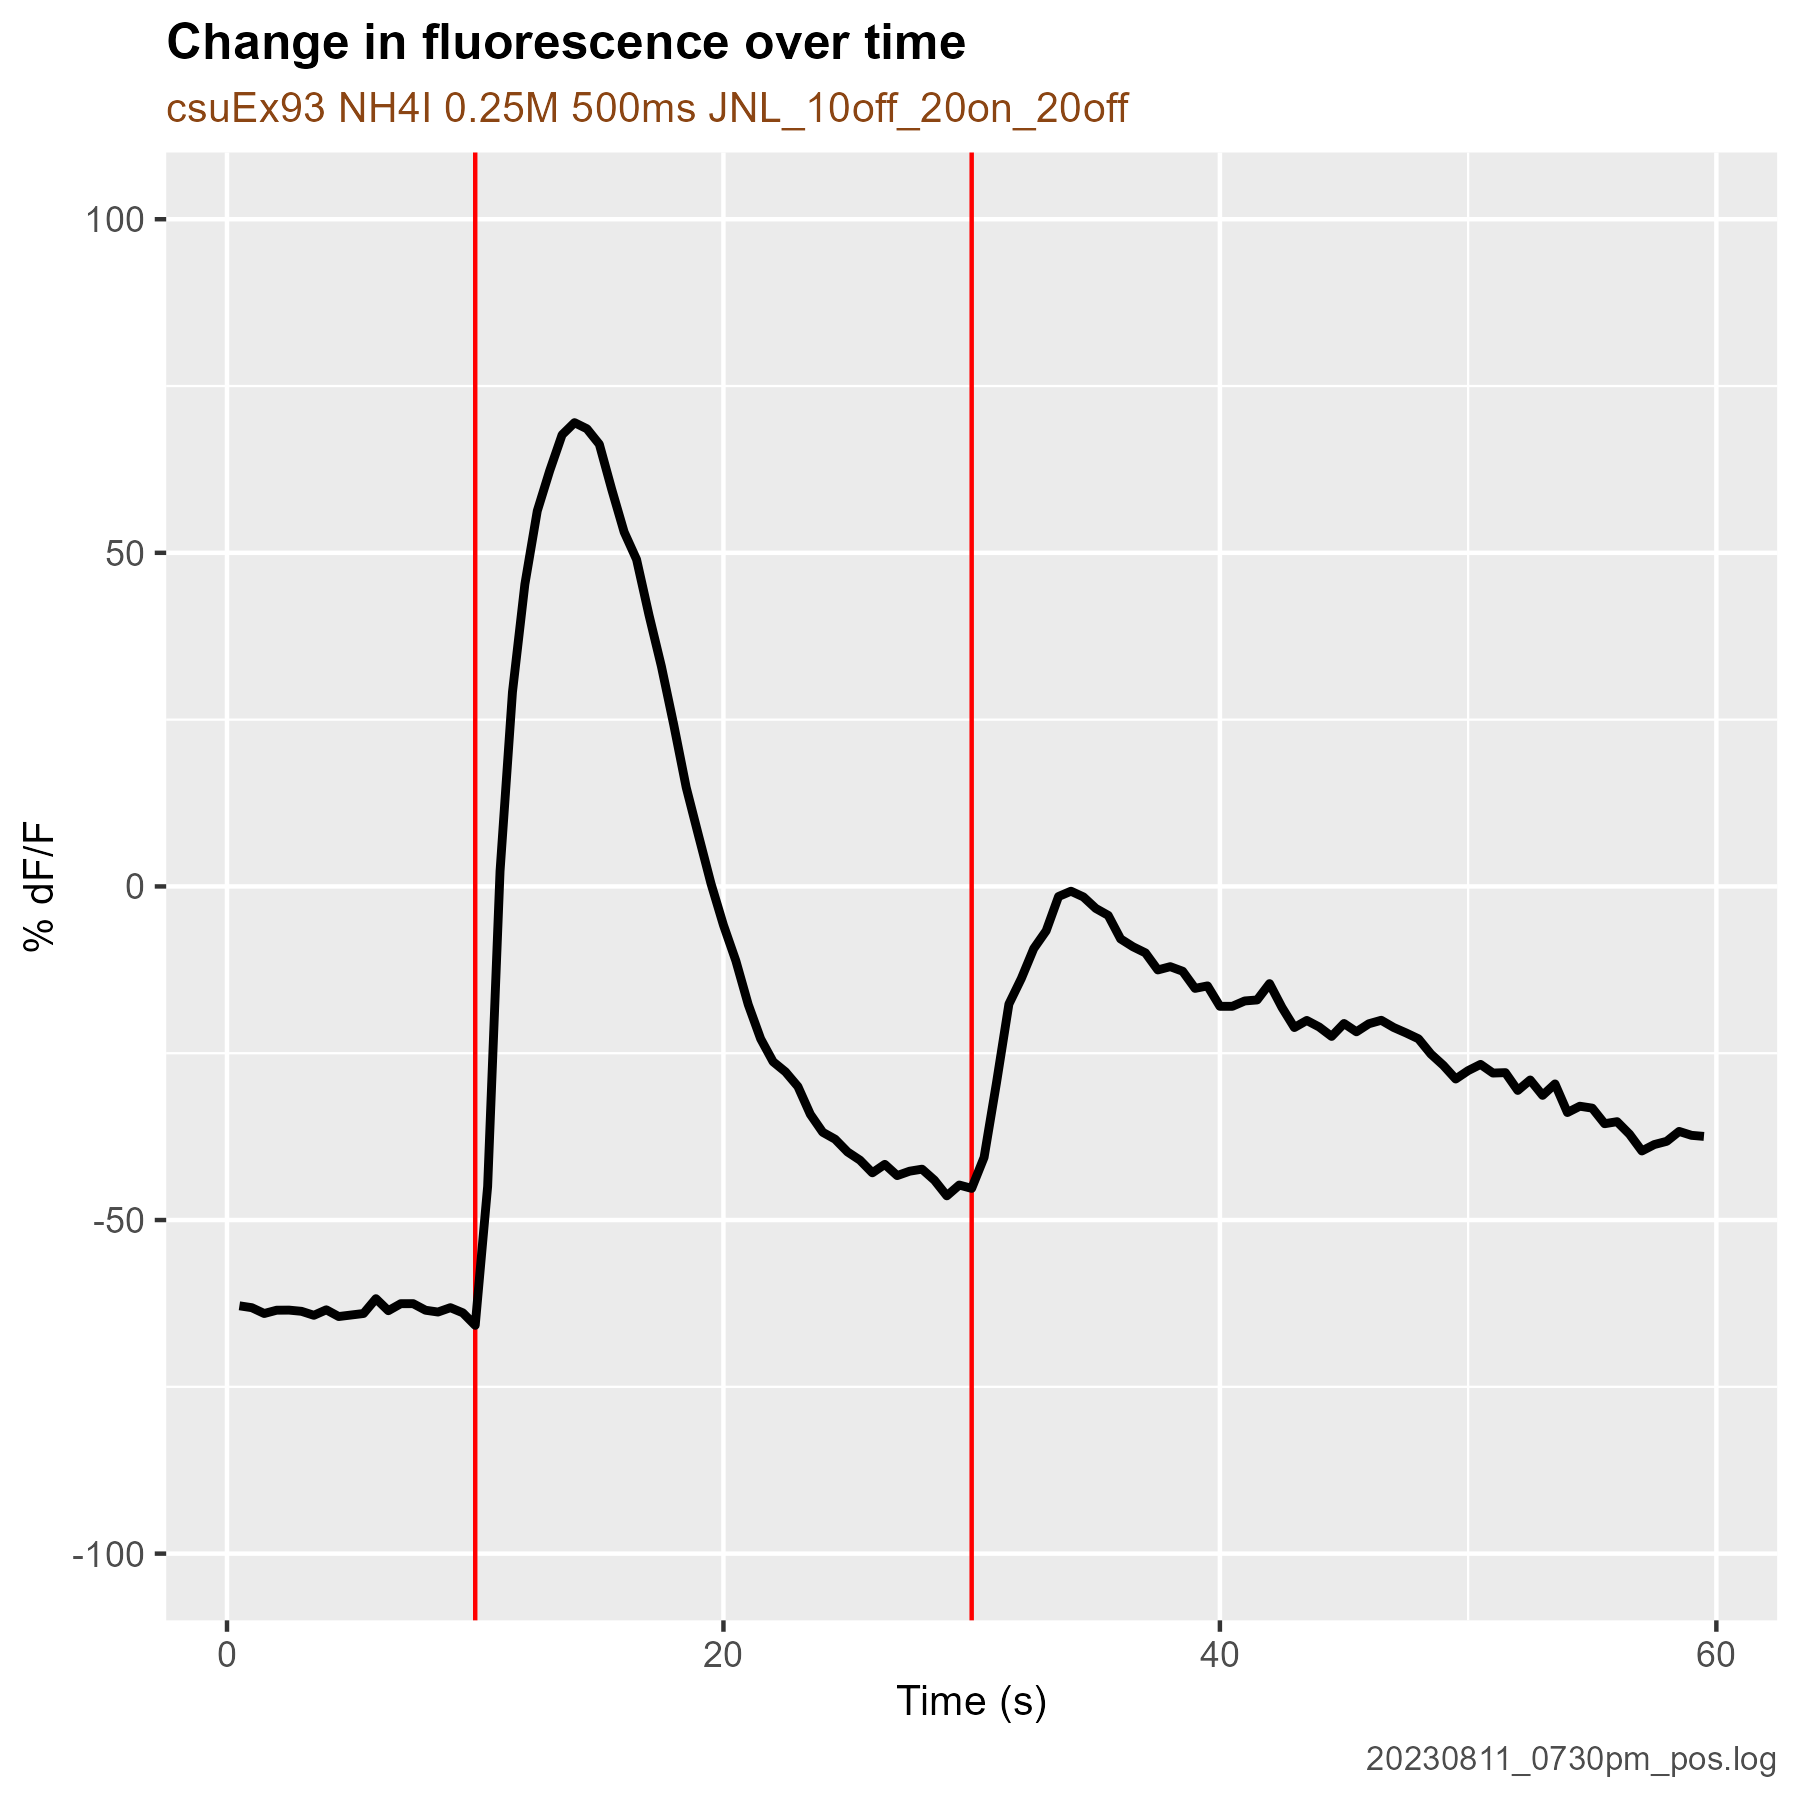 Change in fluorescence over time
csuEx93 NH4I 0.25M 500ms JNL_10off_20on_20off
100
50
0
-50
-100
% dF/F
0 20 40 60
Time (s)
20230811_0730pm_pos.log